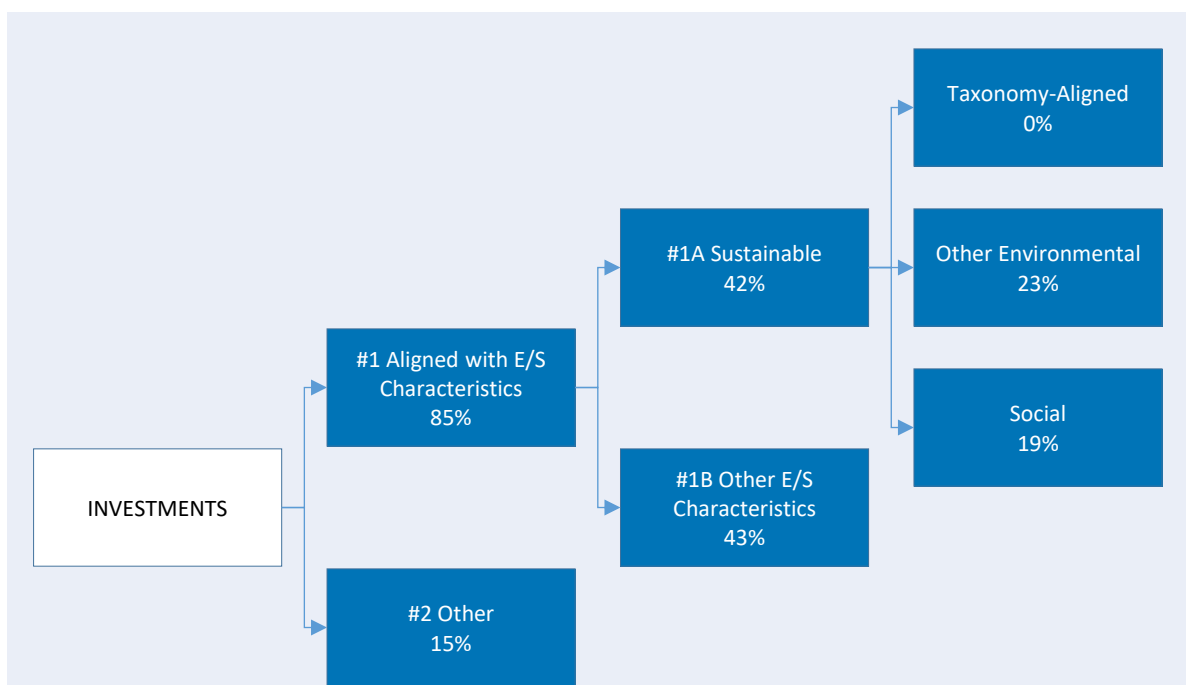 INVESTMENTS
#1 Aligned with E/S
Characteristics
85%
#2 Other
15%
#1A Sustainable
42%
#1B Other E/S
Characteristics
43%
Taxonomy-Aligned
0%
Other Environmental
23%
Social
19%